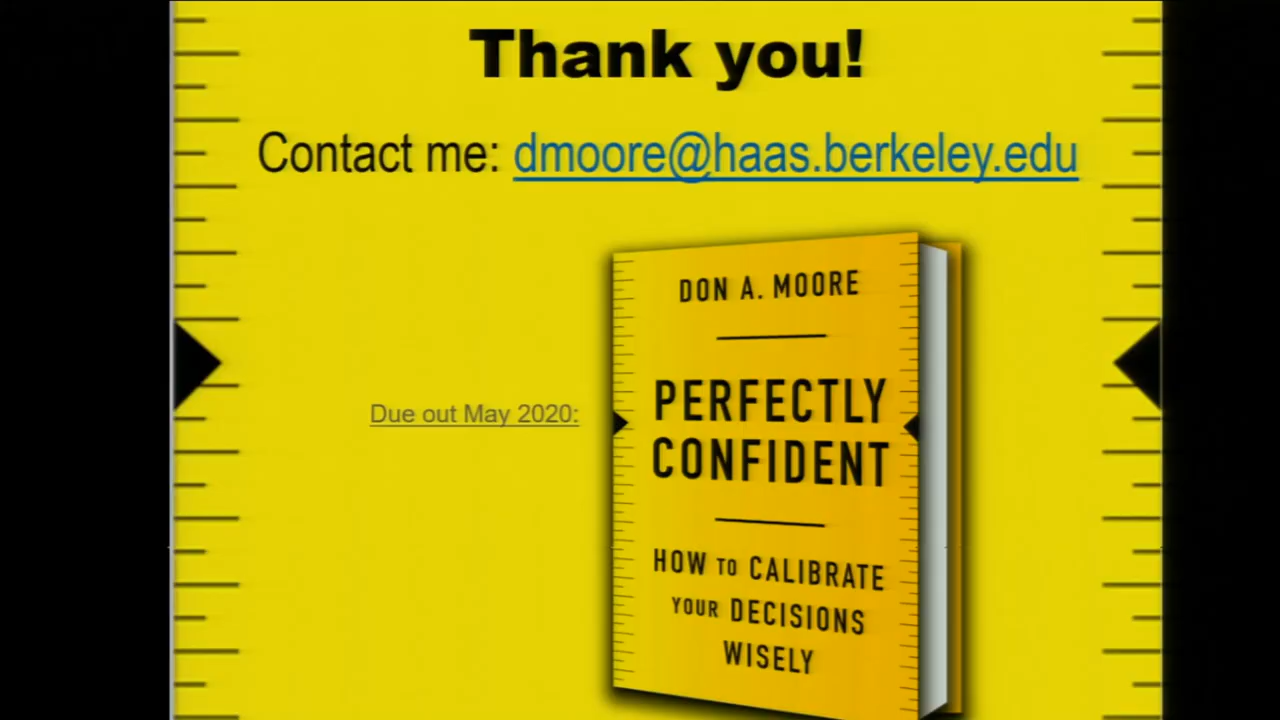 Thank you!
Contact me: dmoore@haas.berkeley.edu
Due out May 2020:
DON A. MOORE
PERFECTLY
CONFIDENT
HOW TO CALIBRATE
YOUR DECISIONS
WISELY